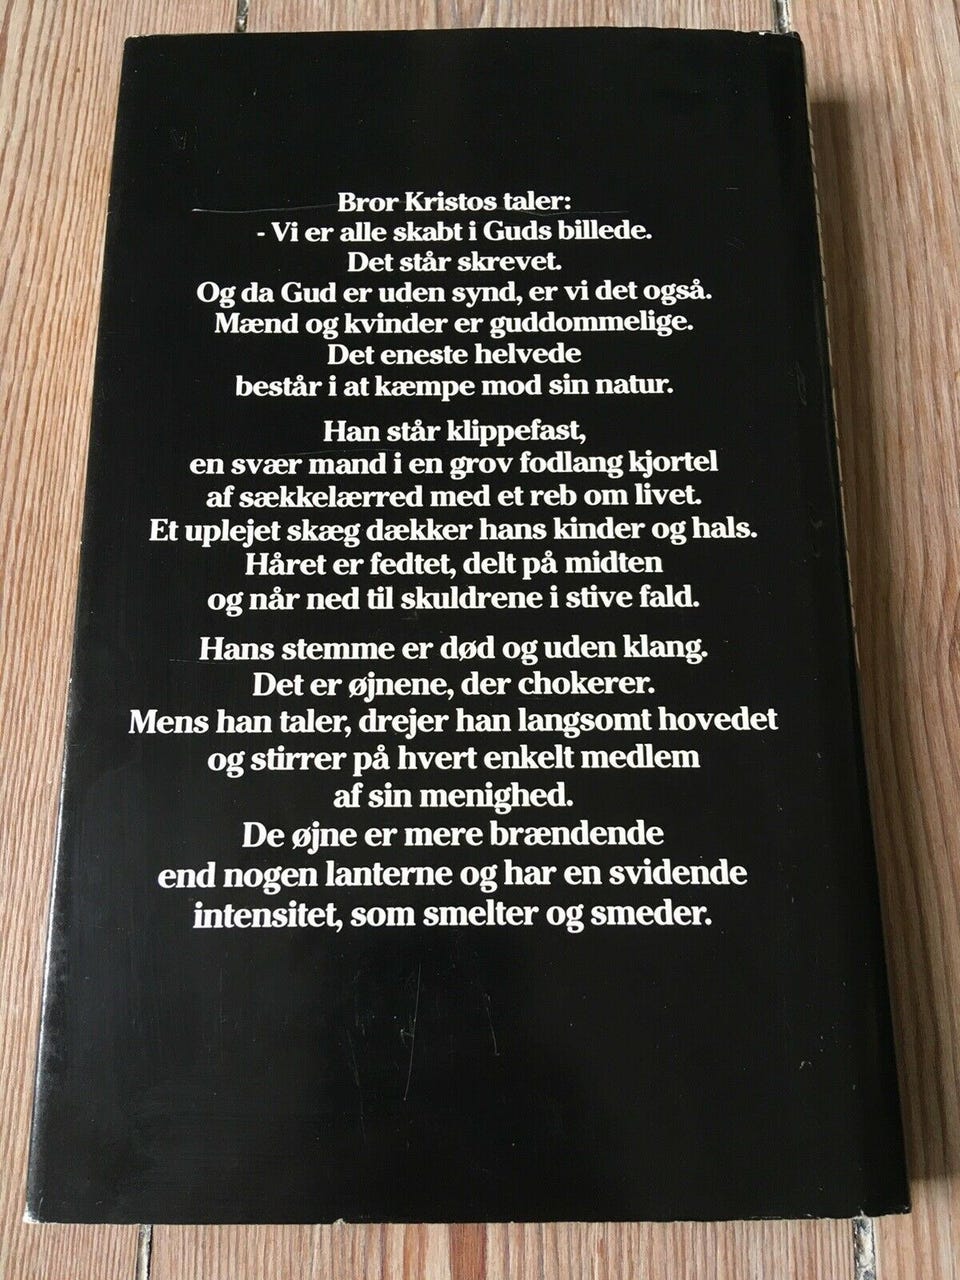 Bror Kristos taler:
- Vi er alle skabt i Guds billede.
Det står skrevet.
Og da Gud er uden synd, er vi det også.
Mænd og kvinder er guddommelige.
Det eneste helvede
består i at kæmpe mod sin natur.
Han står klippefast,
en svær mand i en grov fodlang kjortel
af sækkelærred med et reb om livet.
Et uplejet skæg dækker hans kinder og hals.
Håret er fedtet, delt på midten
og når ned til skuldrene i stive fald.
Hans stemme er død og uden klang.
Det er øjnene, der chokerer.
Mens han taler, drejer han langsomt hovedet
og stirrer på hvert enkelt medlem
af sin menighed.
De øjne er mere brændende
end nogen lanterne og har en svidende
intensitet, som smelter og smeder.